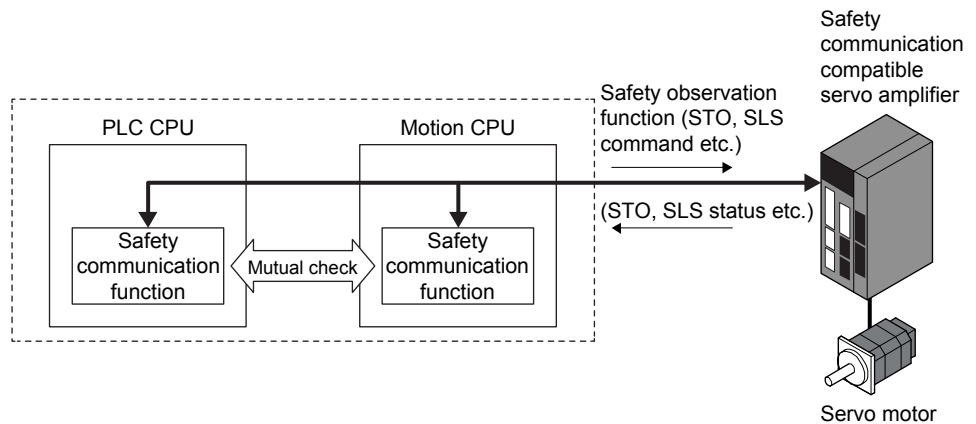 Safety
communication
compatible
servo amplifier
Safety observation
function (STO, SLS
command etc.)
PLC CPU
Motion CPU
(STO, SLS status etc.)
Safety
communication
function
Mutual check
Safety
communication
function
Servo motor